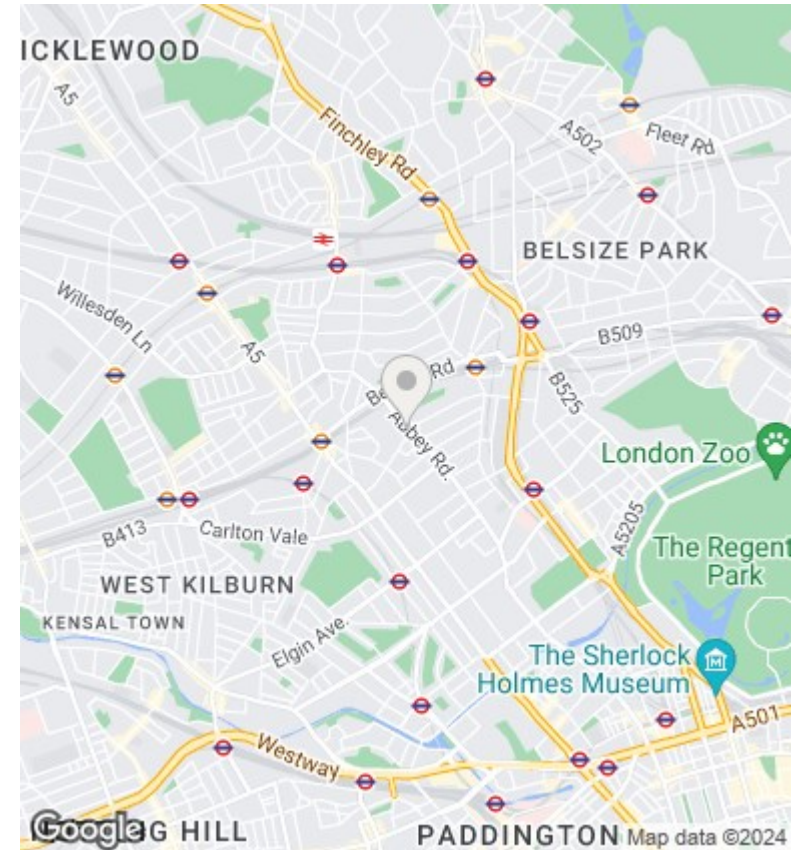 ICKLEWOOD
A5
Finchley Rd
A502
Fleet Rd
BELSIZE PARK
Willesden Ln
A5
B509
Rd
B525
Abbey Rd.
London Zoo
A5205
B413
Carlton Vale
The Regent
Park
WEST KILBURN
KENSAL TOWN
Elgin Ave.
The Sherlock
Holmes Museum
A501
Westway
Google
G HILL
PADDINGTON
Map data ©2024